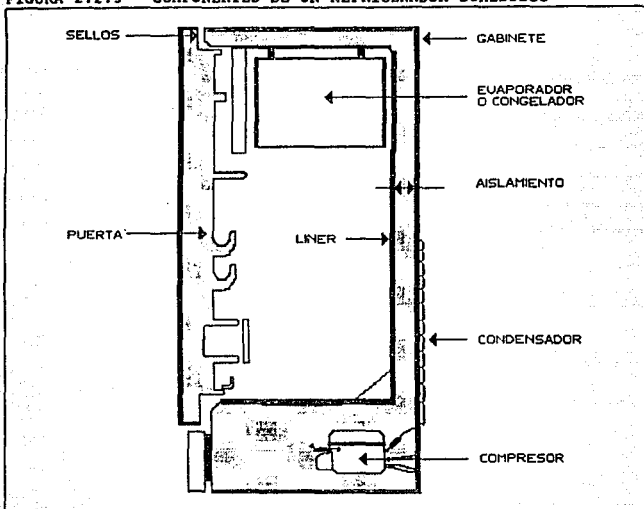 SELLOS
GABINETE
EVAPORADOR
O CONGELADOR
AISLAMIENTO
PUERTA
LINER
CONDENSADOR
COMPRESOR